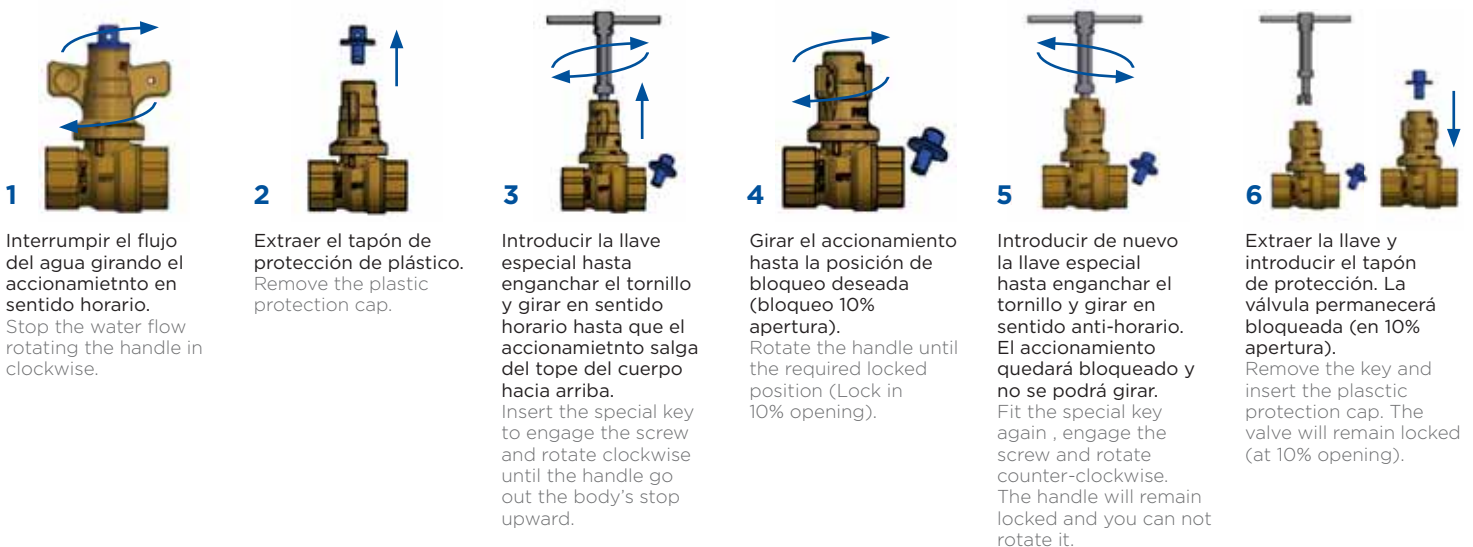 1
Interrumpir el flujo
del agua girando el
accionamietnto en
sentido horario.
Stop the water flow
rotating the handle in
clockwise.
2
Extraer el tapón de
protección de plástico.
Remove the plastic
protection cap.
3
Introducir la llave
especial hasta
enganchar el tornillo
y girar en sentido
horario hasta que el
accionamietnto salga
del tope del cuerpo
hacia arriba.
Insert the special key
to engage the screw
and rotate clockwise
until the handle go
out the body's stop
upward.
4
Girar el accionamiento
hasta la posición de
bloqueo deseada
(bloqueo 10%
apertura).
Rotate the handle until
the required locked
position (Lock in
10% opening).
5
Introducir de nuevo
la llave especial
hasta enganchar el
tornillo y girar en
sentido anti-horario.
El accionamiento
quedará bloqueado y
no se podrá girar.
Fit the special key
again , engage the
screw and rotate
counter-clockwise.
The handle will remain
locked and you can not
rotate it.
6
Extraer la llave y
introducir el tapón
de protección. La
válvula permanecerá
bloqueada (en 10%
apertura).
Remove the key and
insert the plasctic
protection cap. The
valve will remain locked
(at 10% opening).